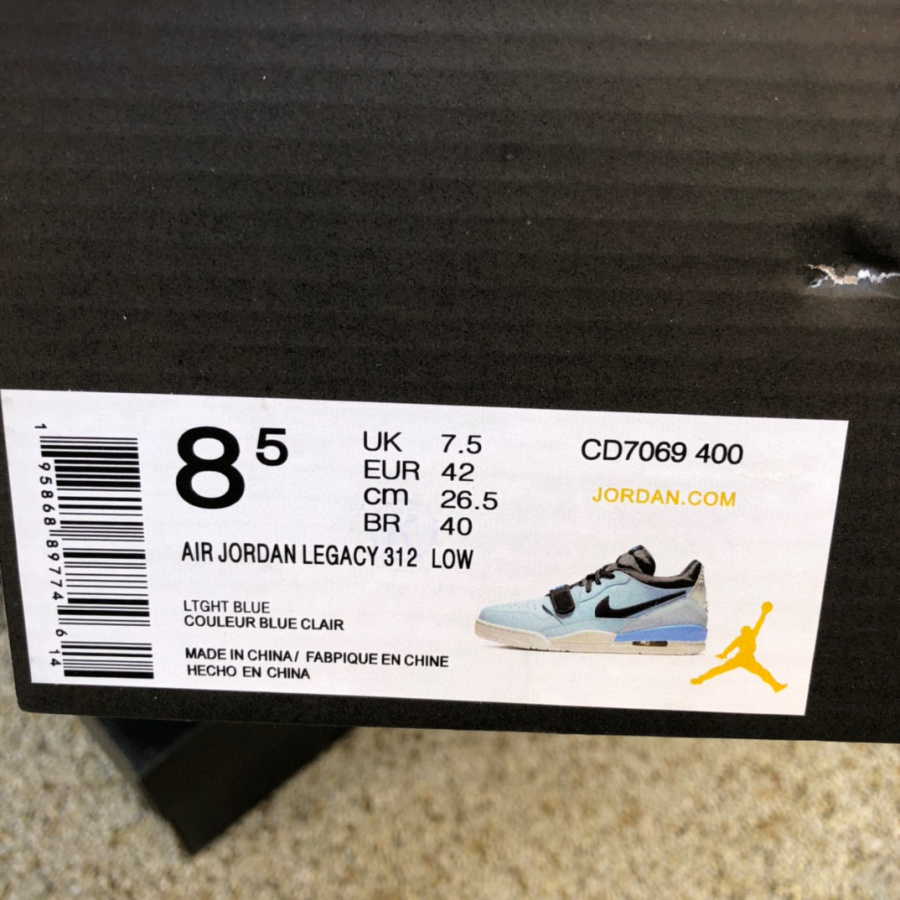 1 95868 89774 614
8 5
UK 7.5
EUR 42
cm 26.5
BR 40
CD7069 400
JORDAN.COM
AIR JORDAN LEGACY 312 LOW
LTGHT BLUE
COULEUR BLUE CLAIR
MADE IN CHINA/ FABPIQUE EN CHINE
HECHO EN CHINA